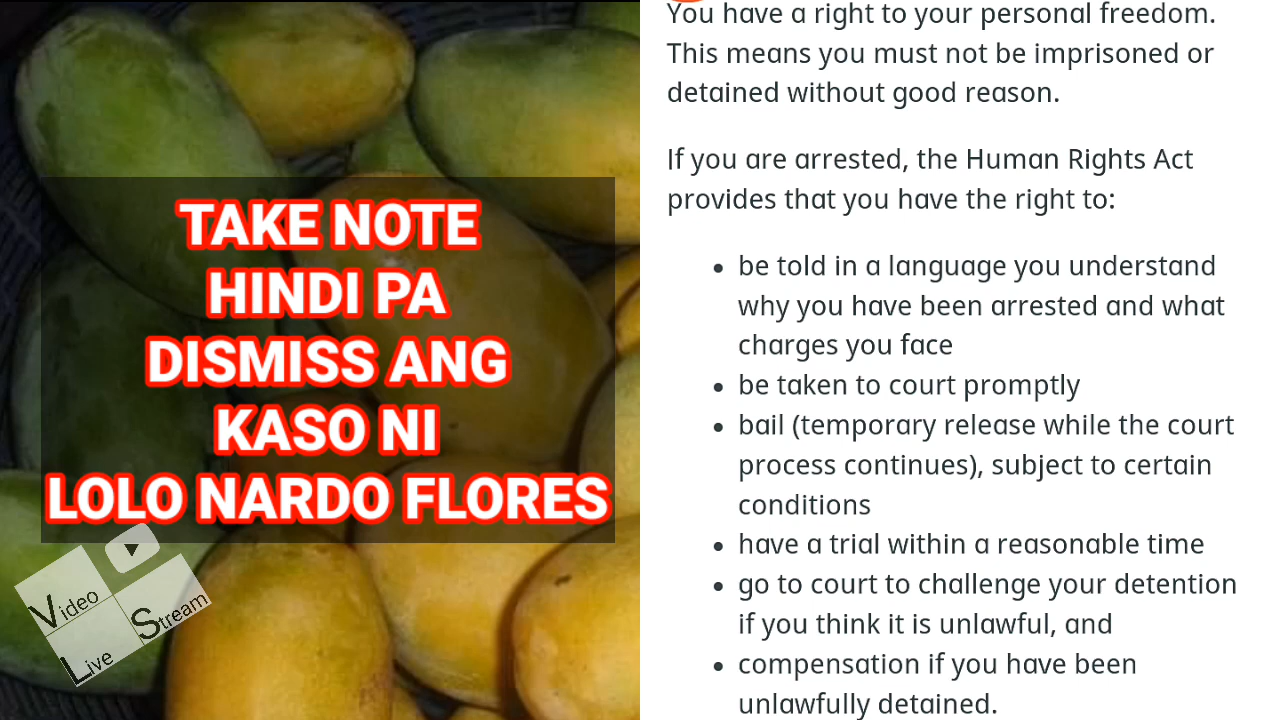 TAKE NOTE
HINDI PA
DISMISS ANG
KASO NI
LOLO NARDO FLORES
Video
Live
Stream
You have a right to your personal freedom.
This means you must not be imprisoned or
detained without good reason.
If you are arrested, the Human Rights Act
provides that you have the right to:
• be told in a language you understand
why you have been arrested and what
charges you face
• be taken to court promptly
• bail (temporary release while the court
process continues), subject to certain
conditions
• have a trial within a reasonable time
• go to court to challenge your detention
if you think it is unlawful, and
• compensation if you have been
unlawfully detained.